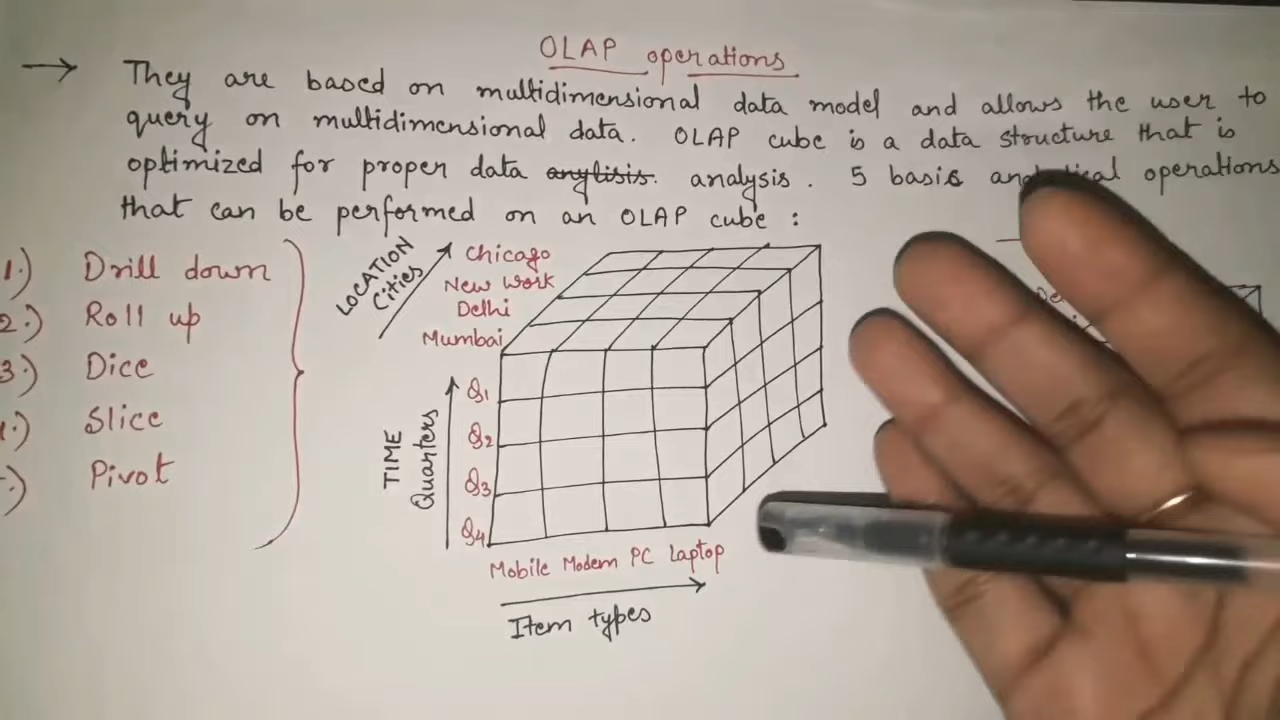 OLAP operations
→ They are based on multidimensional data model and allows the user to
query on multidimensional data. OLAP cube is a data structure that is
optimized for proper data anylisis. analysis. 5 basic operations
that can be performed on an OLAP cube :
1.) Drill down
2.) Roll up
3.) Dice
Slice
Pivot
LOCATION
Cities
Chicago
New Work
Delhi
Mumbai
TIME
Quarters
Q1
Q2
Q3
Q4
Mobile Modem PC Laptop
Item types